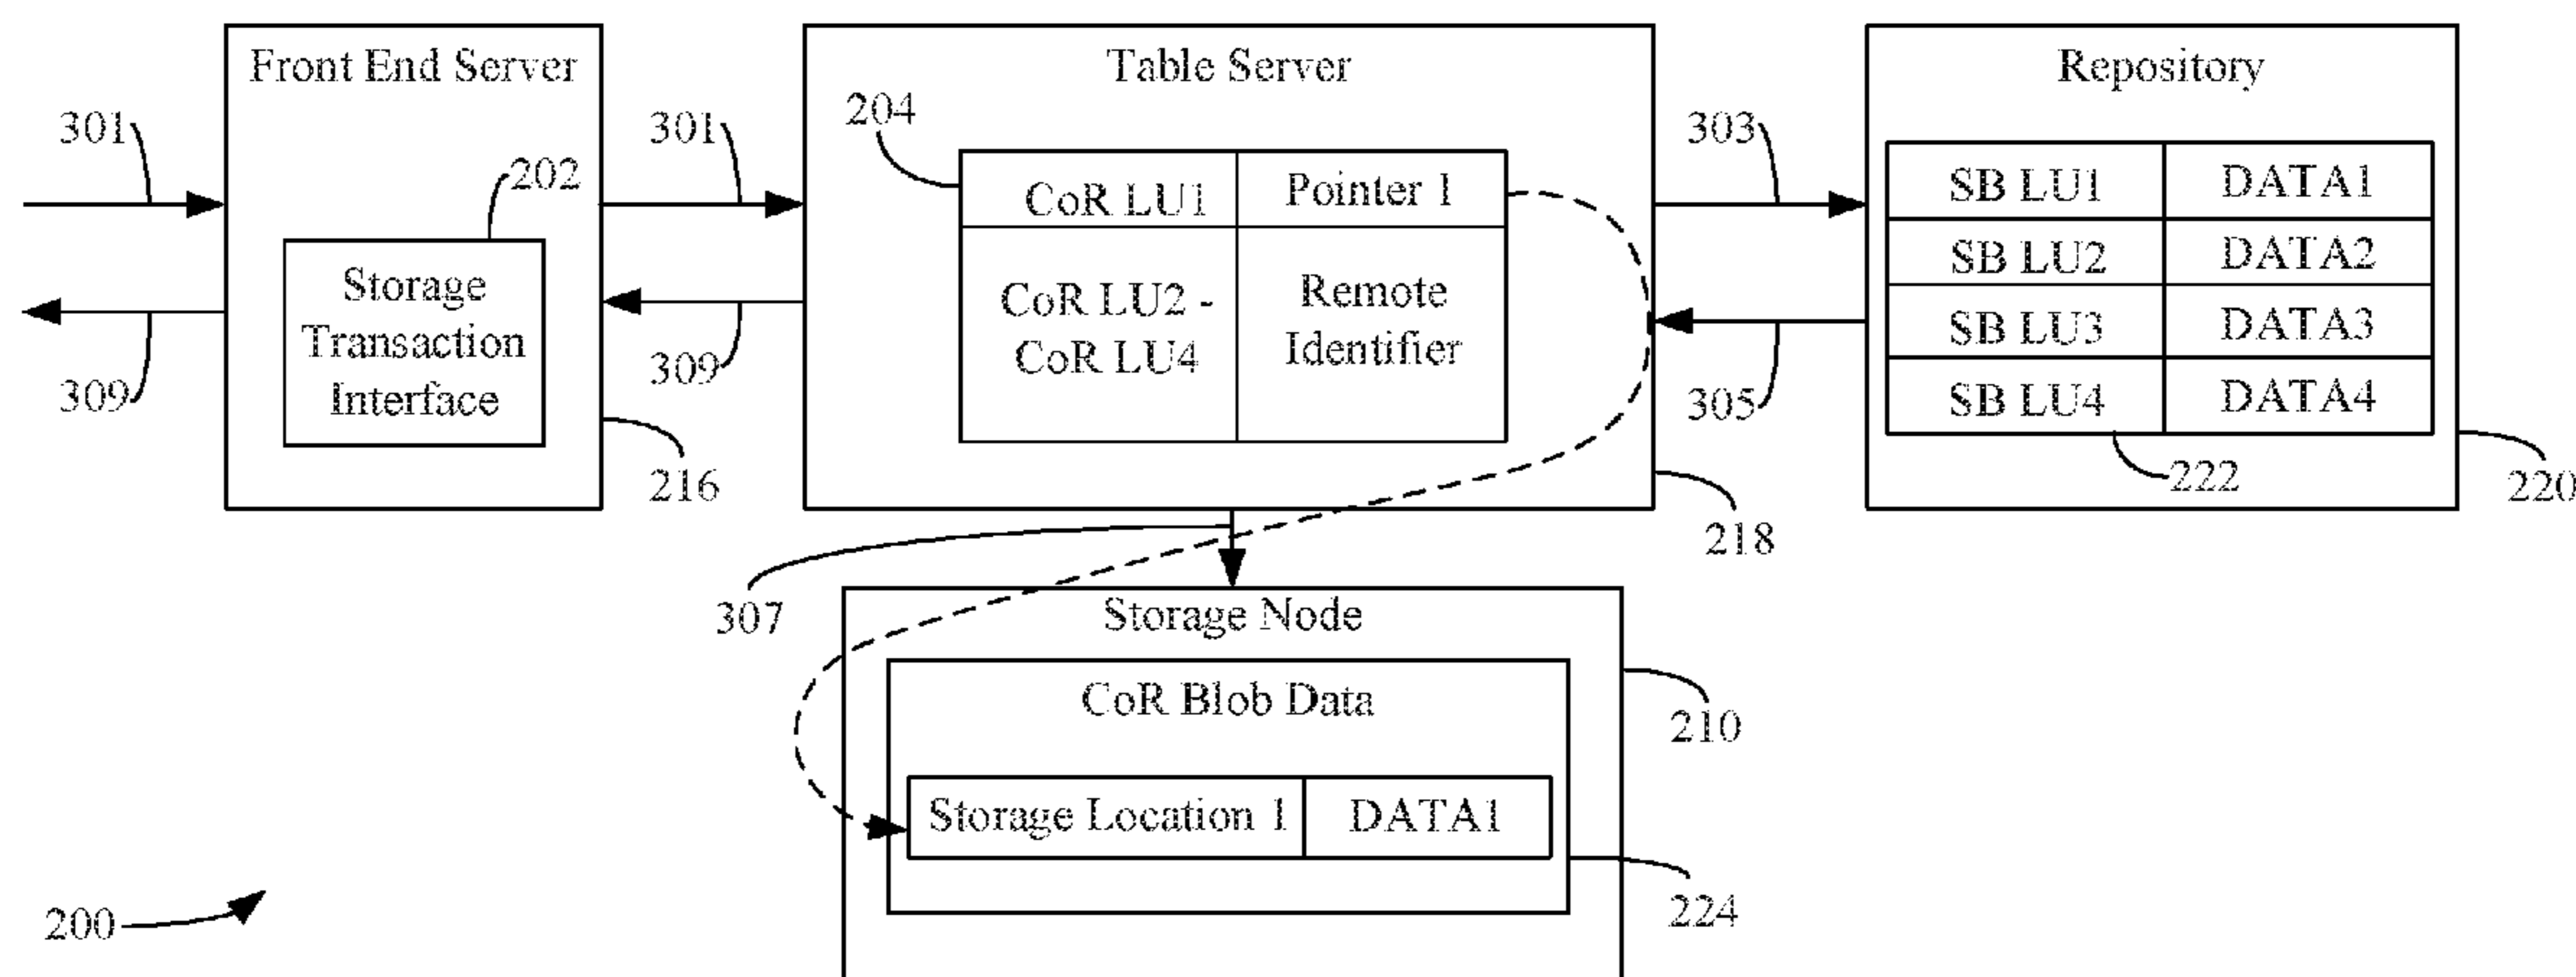 Front End Server
Table Server
Repository
301
301
204
303
202
CoR LU1
Pointer 1
SB LU1
DATA1
SB LU2
DATA2
SB LU3
DATA3
SB LU4
DATA4
Storage
Transaction
Interface
CoR LU2 -
CoR LU4
Remote
Identifier
309
309
305
216
222
220
218
307
Storage Node
CoR Blob Data
210
Storage Location 1
DATA1
224
200